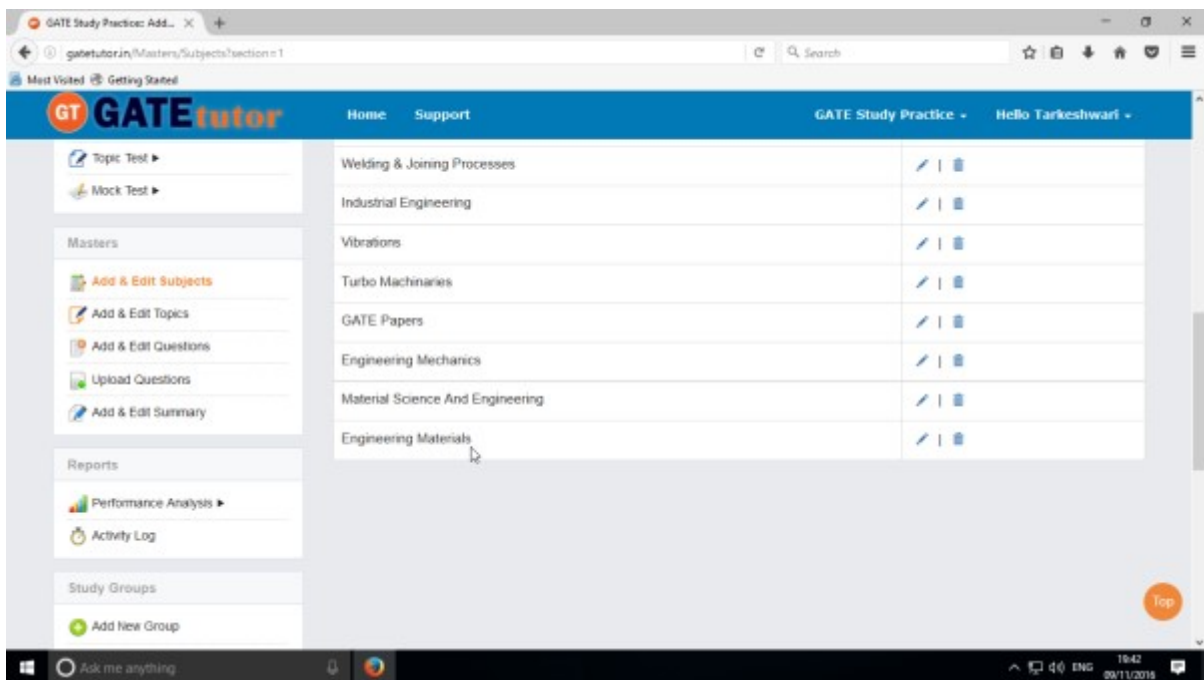 GATE Study Practice: Add...
gatetutor.in/Masters/Subjects?section=1
Search
Most Visited Getting Started
GT GATEtutor Home Support GATE Study Practice Hello Tarkeshwari
Topic Test
Mock Test
Masters
Add & Edit Subjects
Add & Edit Topics
Add & Edit Questions
Upload Questions
Add & Edit Summary
Reports
Performance Analysis
Activity Log
Study Groups
Add New Group
Welding & Joining Processes
Industrial Engineering
Vibrations
Turbo Machinaries
GATE Papers
Engineering Mechanics
Material Science And Engineering
Engineering Materials
Top
Ask me anything
ENG
19:42
09/11/2016